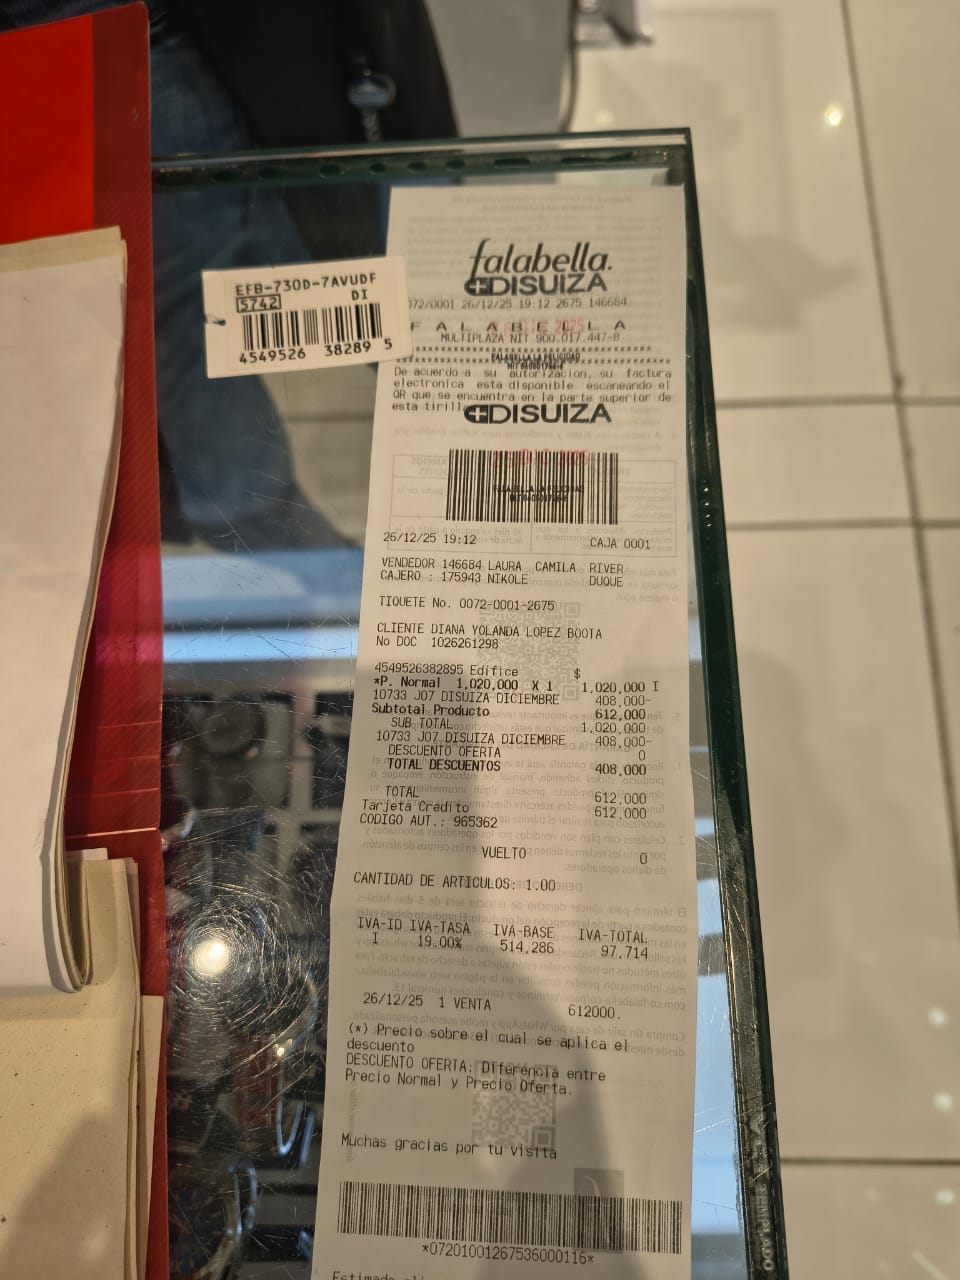 EFB-730D-7AVUDF
5742 DI
4549526 38289 5
falabella.
DISUIZA
072/0001 26/12/25 19:12 2675 146684
F A L A B E L L A
MULTIPLAZA NIT 900.017.447-8
FALABELLA LA FELICIDAD
De acuerdo a su autorizacion, su factura
electronica esta disponible escaneando el
QR que se encuentra en la parte superior de
esta tirill
DISUIZA
26/12/25 19:12 CAJA 0001
VENDEDOR 146684 LAURA CAMILA RIVER
CAJERO : 175943 NIKOLE DUQUE
TIQUETE No. 0072-0001-2675
CLIENTE DIANA YOLANDA LOPEZ BOOTA
No DOC 1026261298
4549526382895 Edifice $
*P. Normal 1,020,000 X 1 1,020,000 I
10733 J07 DISUIZA DICIEMBRE 408,000-
Subtotal Producto 612,000
SUB TOTAL 1,020,000
10733 J07 DISUIZA DICIEMBRE 408,000-
DESCUENTO OFERTA 0
TOTAL DESCUENTOS 408,000
TOTAL 612,000
Tarjeta Crédito 612,000
CODIGO AUT.: 965362
VUELTO 0
CANTIDAD DE ARTICULOS: 1.00
IVA-ID IVA-TASA IVA-BASE IVA-TOTAL
I 19.00% 514,286 97,714
26/12/25 1 VENTA 612000.
(*) Precio sobre el cual se aplica el
descuento
DESCUENTO OFERTA: Diferencia entre
Precio Normal y Precio Oferta.
Muchas gracias por tu visita
*07201001267536000116*